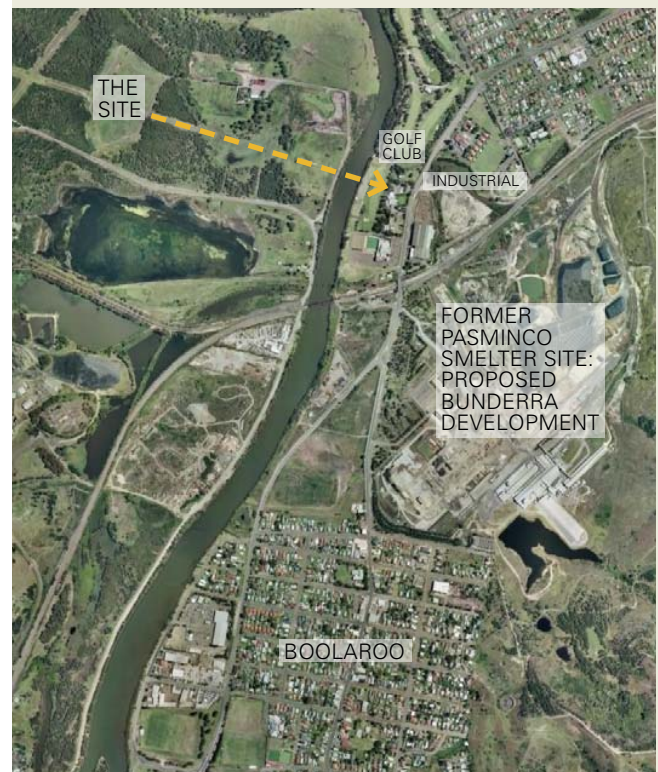 THE
SITE
GOLF
CLUB
INDUSTRIAL
FORMER
PASMINCO
SMELTER SITE:
PROPOSED
BUNDERRA
DEVELOPMENT
BOOLAROO